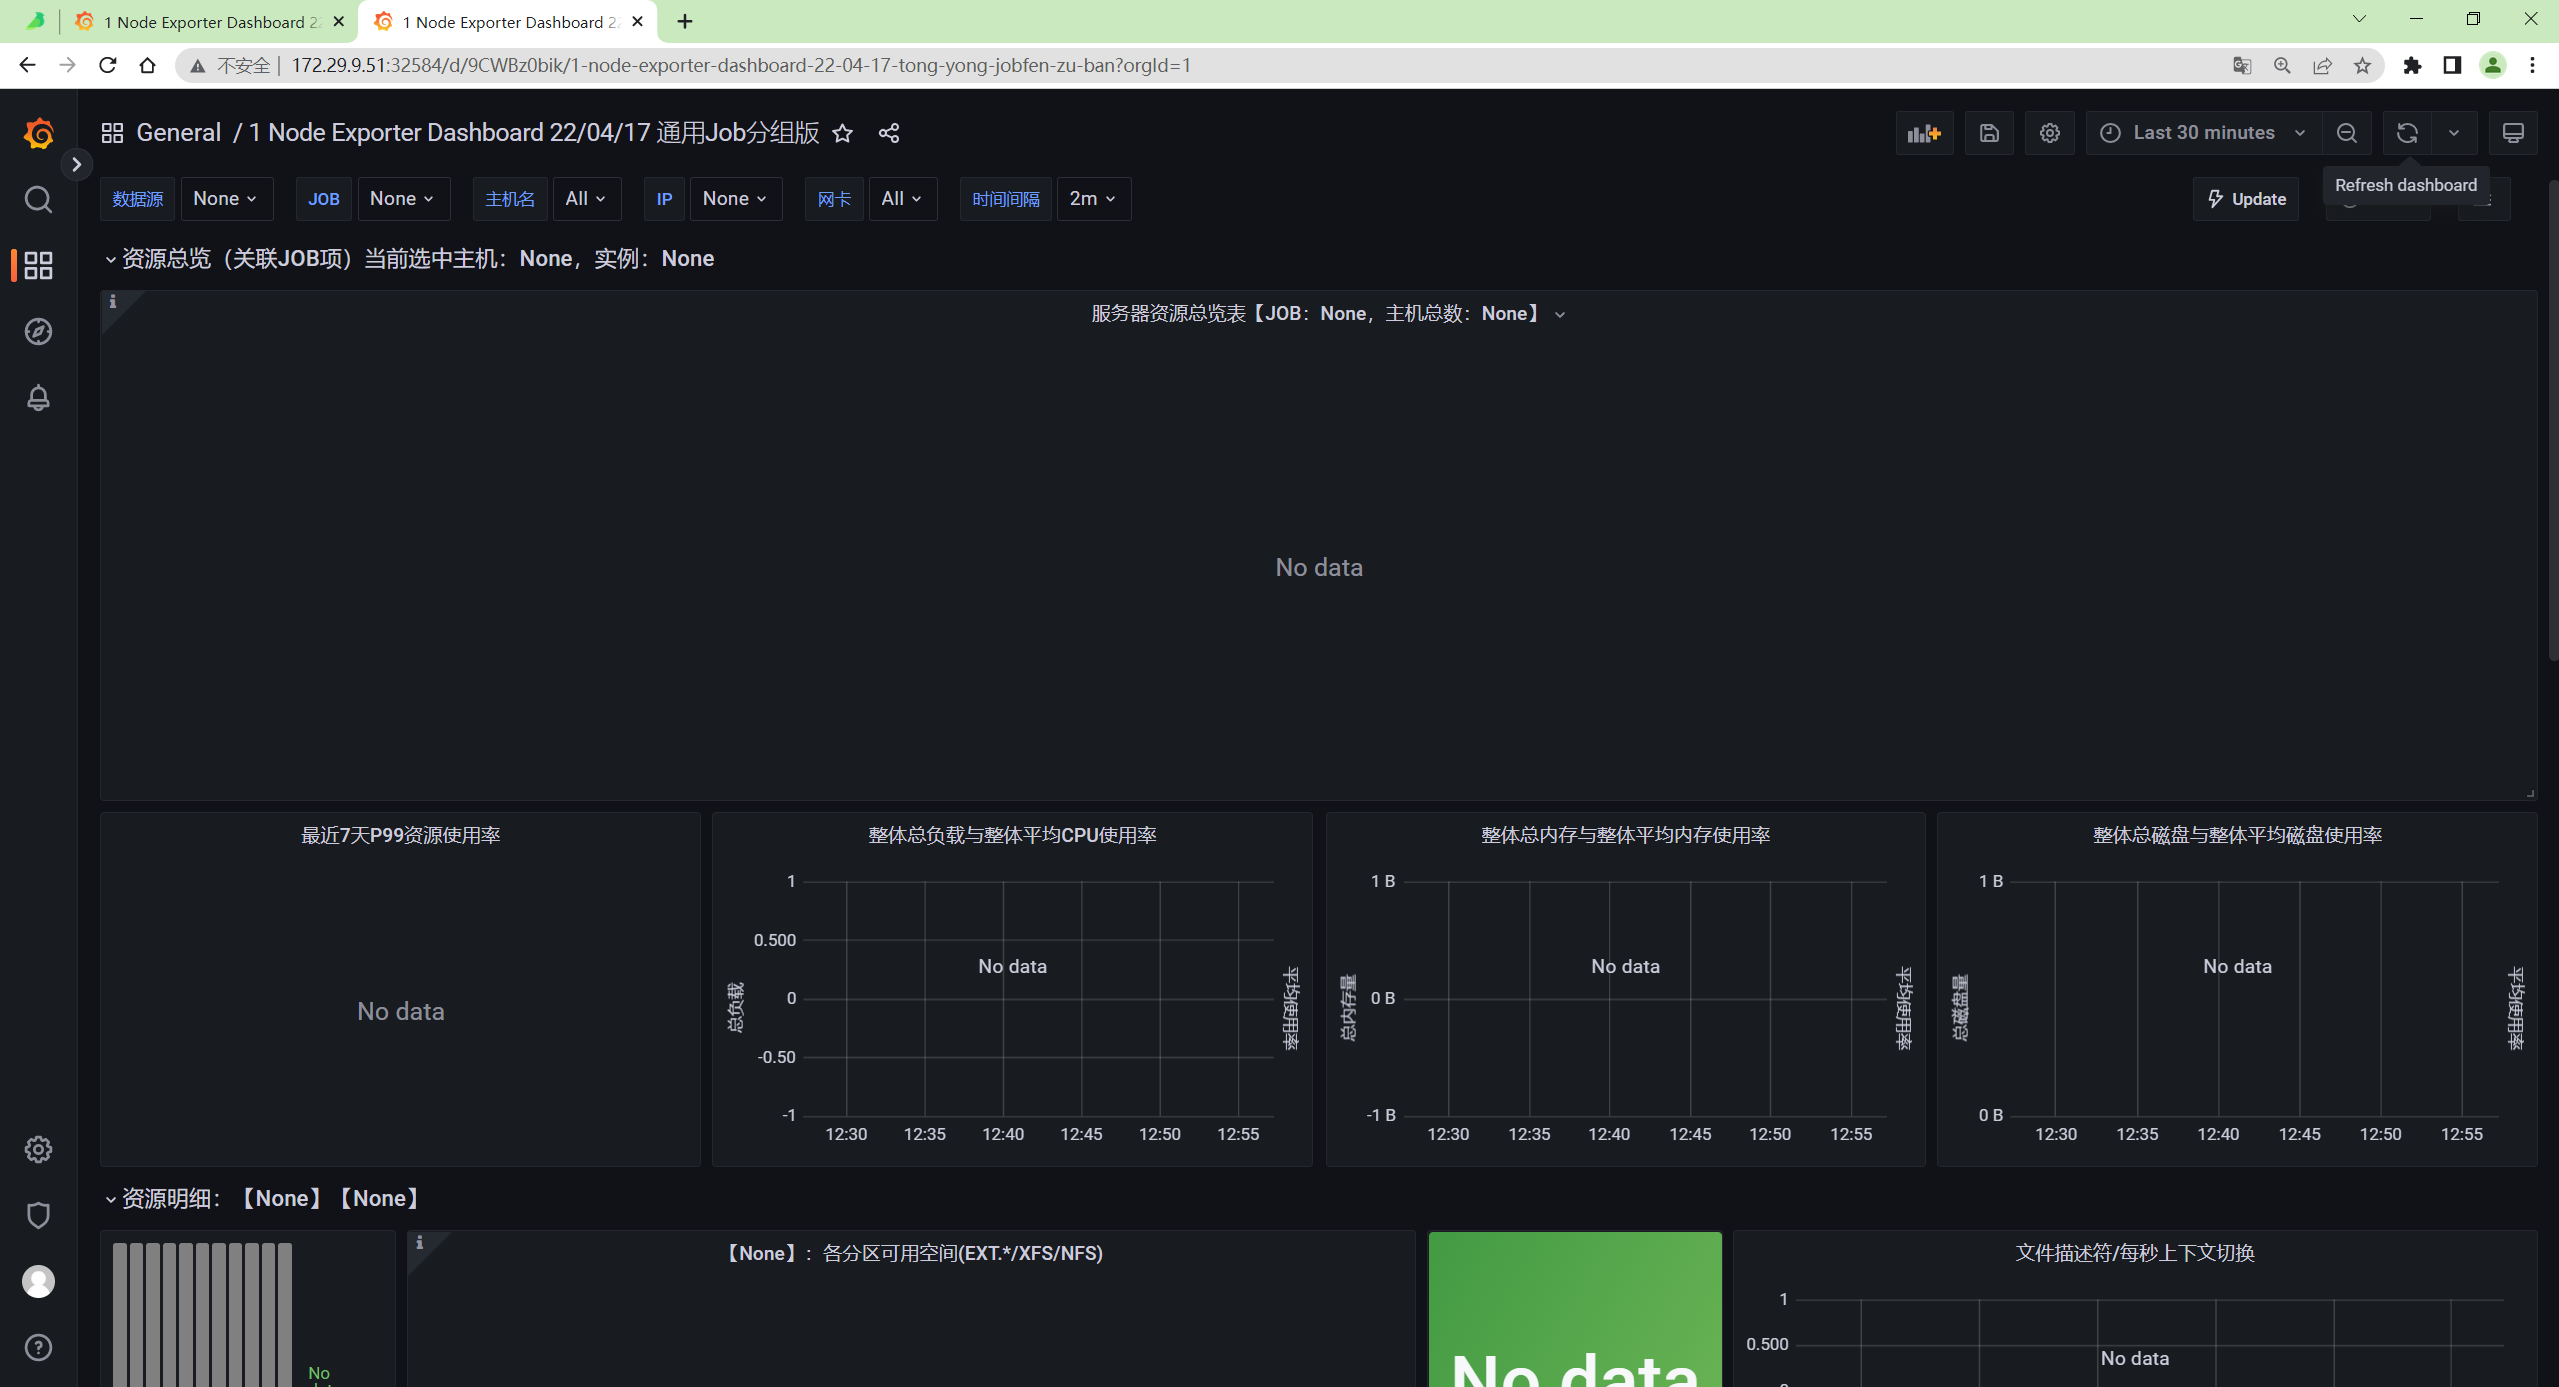 1 Node Exporter Dashboard 22
1 Node Exporter Dashboard 22
不安全
172.29.9.51:32584/d/9CWBz0bik/1-node-exporter-dashboard-22-04-17-tong-yong-jobfen-zu-ban?orgId=1
General / 1 Node Exporter Dashboard 22/04/17 通用Job分组版
Last 30 minutes
数据源 None JOB None 主机名 All IP None 网卡 All 时间间隔 2m
Update
Refresh dashboard
资源总览（关联JOB项）当前选中主机：None，实例：None
服务器资源总览表【JOB：None，主机总数：None】
No data
最近7天P99资源使用率
No data
整体总负载与整体平均CPU使用率
1
0.500
0
-0.50
-1
总负载
平均使用率
No data
12:30 12:35 12:40 12:45 12:50 12:55
整体总内存与整体平均内存使用率
1 B
0 B
-1 B
总内存量
平均使用率
No data
12:30 12:35 12:40 12:45 12:50 12:55
整体总磁盘与整体平均磁盘使用率
1 B
0 B
总磁盘量
平均使用率
No data
12:30 12:35 12:40 12:45 12:50 12:55
资源明细：【None】【None】
No
【None】：各分区可用空间(EXT.*/XFS/NFS)
No data
文件描述符/每秒上下文切换
1
0.500
No data